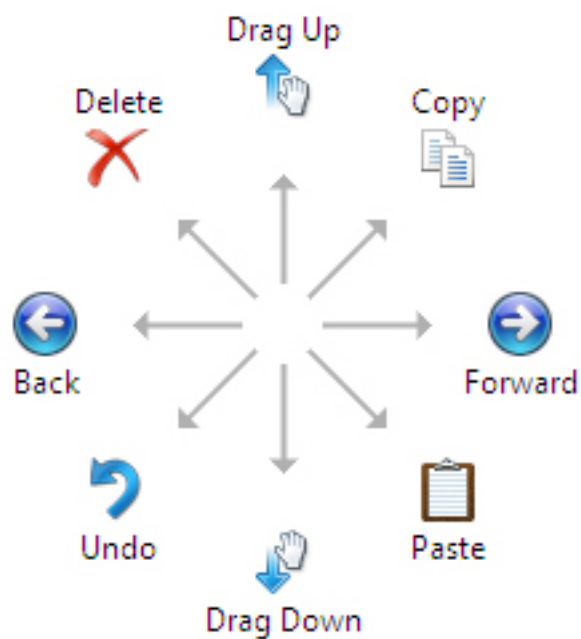 Drag Up
Delete
Copy
Back
Forward
Undo
Paste
Drag Down